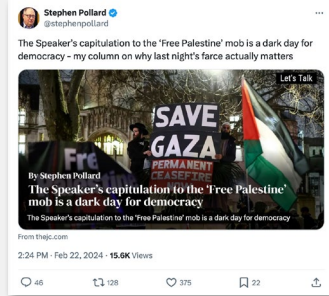 Stephen Pollard
@stephenpollard
The Speaker's capitulation to the 'Free Palestine' mob is a dark day for
democracy - my column on why last night's farce actually matters
Let's Talk
SAVE
GAZA
PERMANENT
CEASEFIRE
Free
By Stephen Pollard
The Speaker's capitulation to the 'Free Palestine'
mob is a dark day for democracy
The Speaker's capitulation to the 'Free Palestine' mob is a dark day for democracy
From thejc.com
2:24 PM · Feb 22, 2024 · 15.6K Views
46 128 375 22